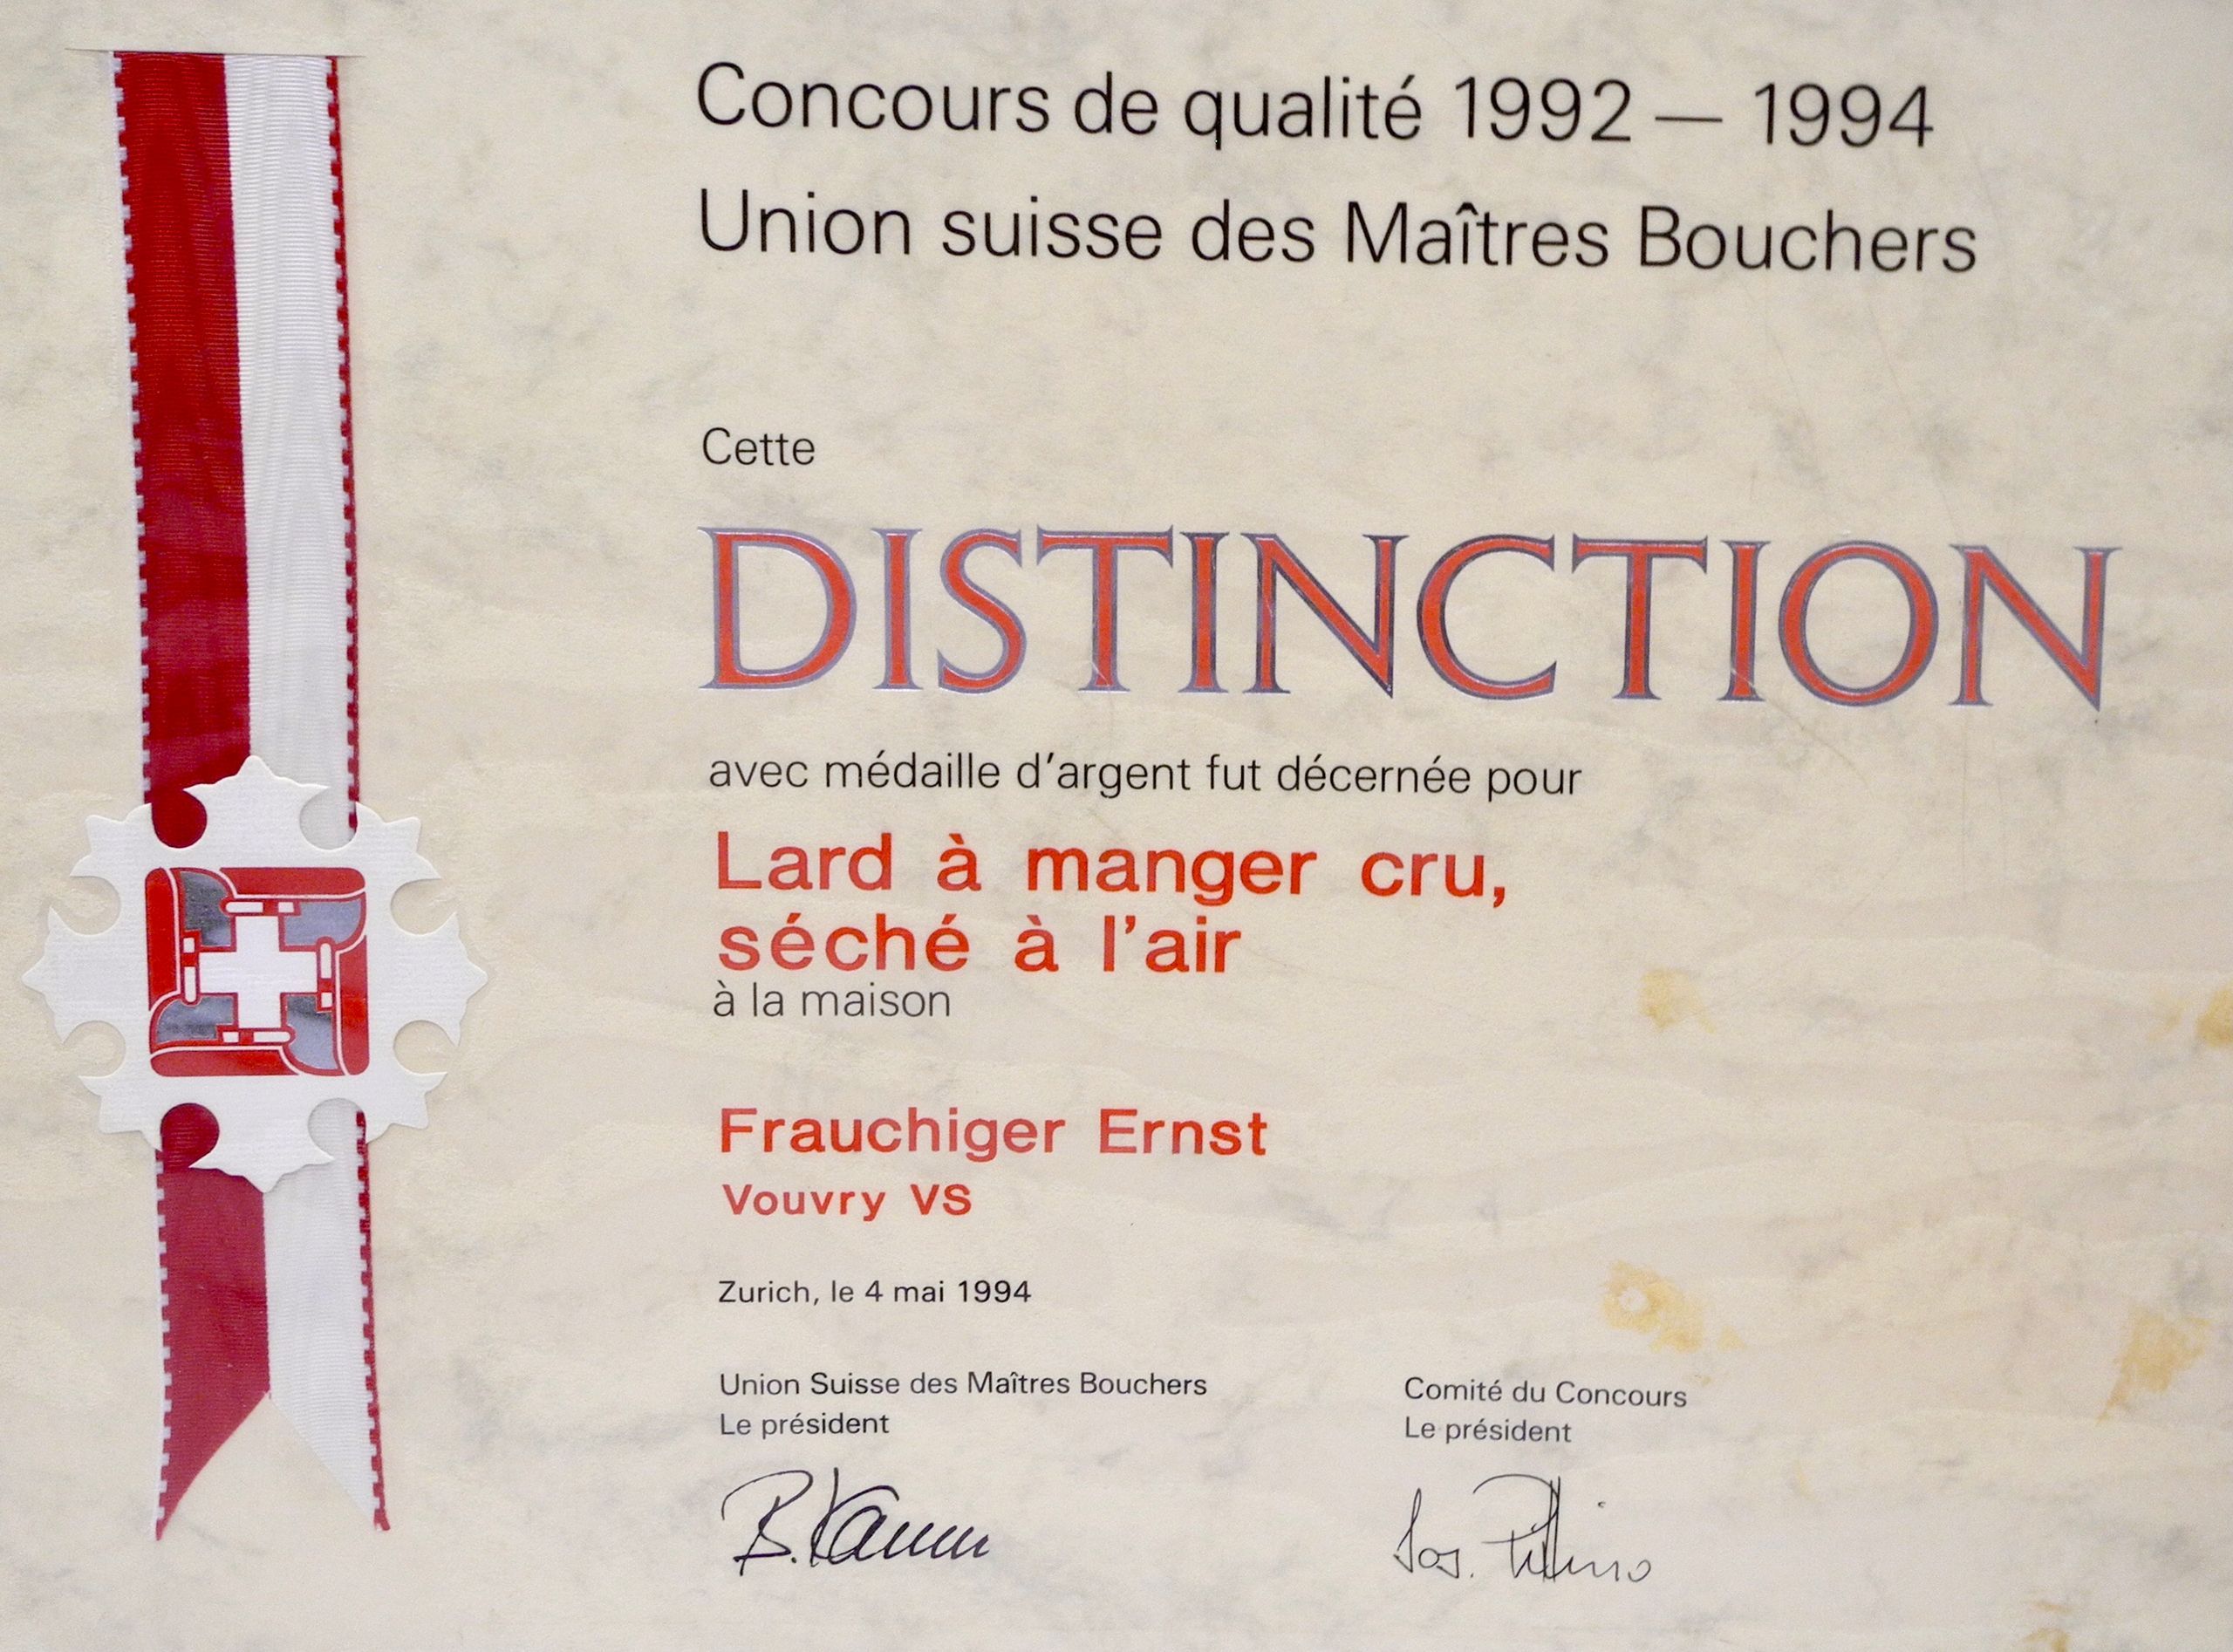 Concours de qualité 1992 — 1994
Union suisse des Maîtres Bouchers
Cette
DISTINCTION
avec médaille d'argent fut décernée pour
Lard à manger cru,
séché à l'air
à la maison
Frauchiger Ernst
Vouvry VS
Zurich, le 4 mai 1994
Union Suisse des Maîtres Bouchers
Le président
Comité du Concours
Le président